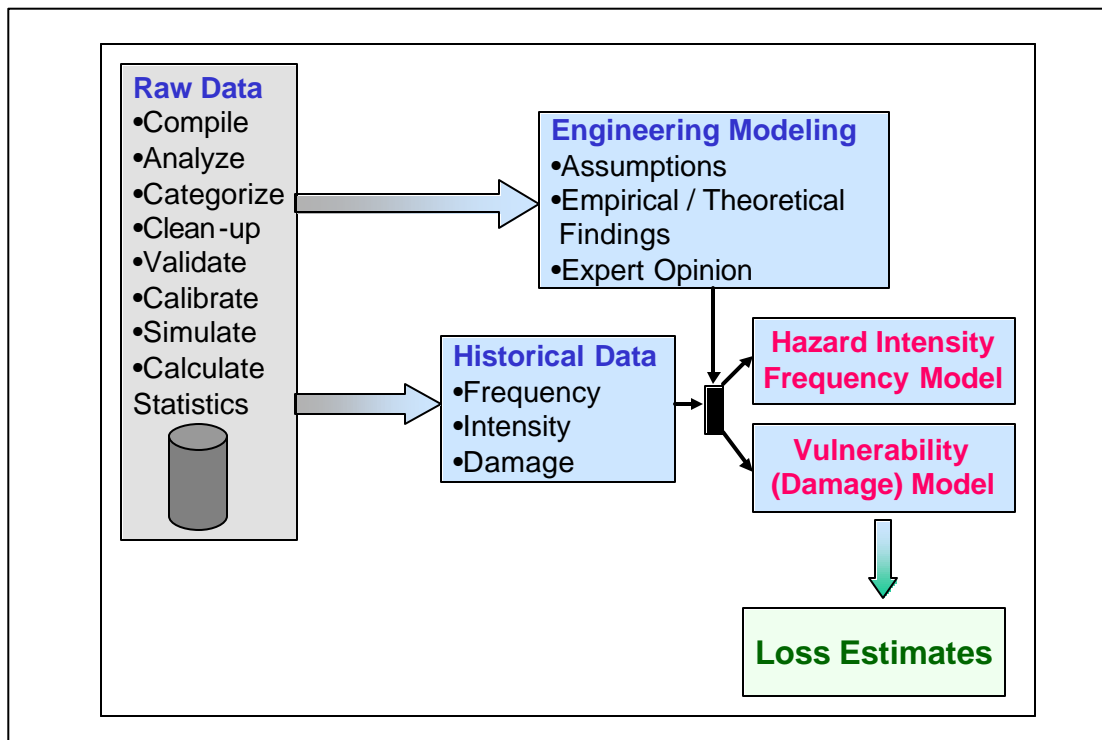 Raw Data
•Compile
•Analyze
•Categorize
•Clean-up
•Validate
•Calibrate
•Simulate
•Calculate
Statistics
Engineering Modeling
•Assumptions
•Empirical / Theoretical
Findings
•Expert Opinion
Historical Data
•Frequency
•Intensity
•Damage
Hazard Intensity
Frequency Model
Vulnerability
(Damage) Model
Loss Estimates